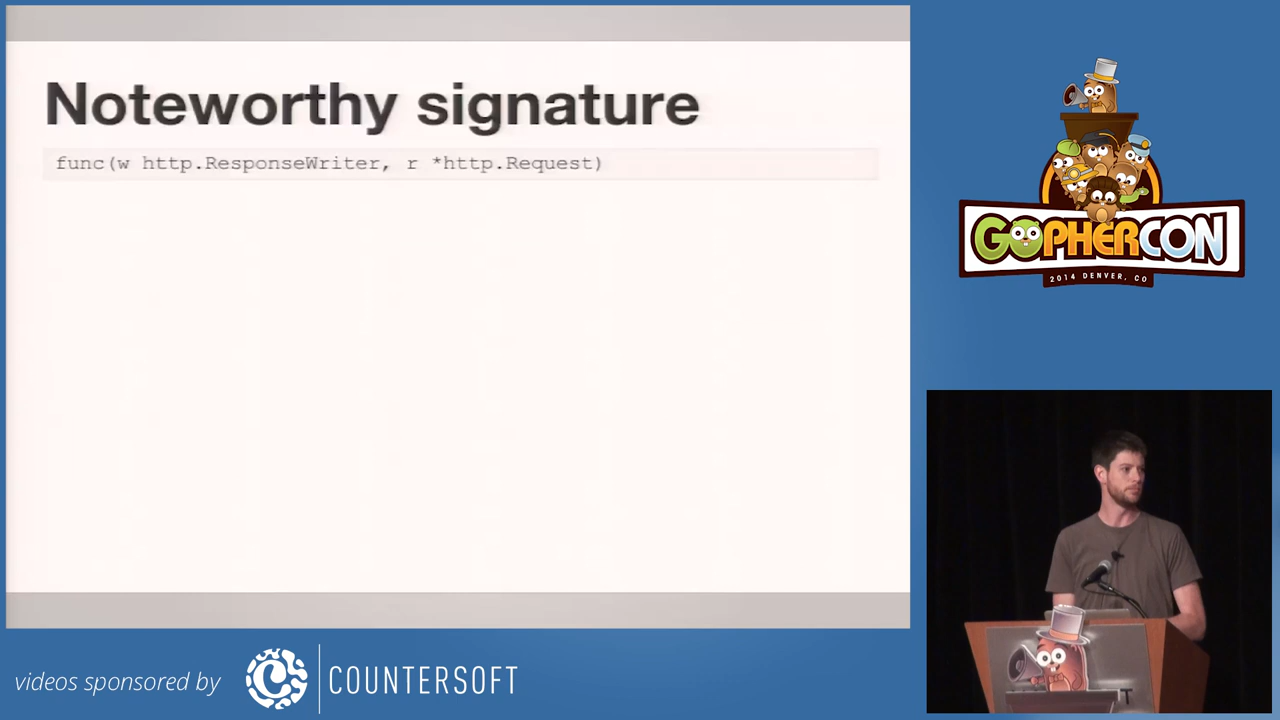 Noteworthy signature
func(w http.ResponseWriter, r *http.Request)
GOPHERCON
2014 DENVER, CO
T
videos sponsored by
COUNTERSOFT